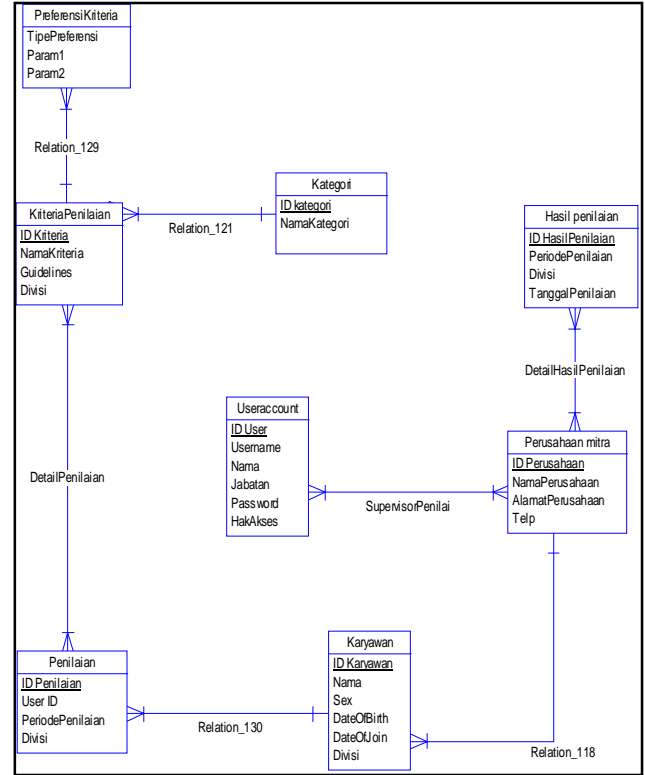 PreferensiKriteria
TipePreferensi
Param1
Param2
Relation_129
Kategori
ID kategori
NamaKategori
Relation_121
KriteriaPenilaian
ID Kriteria
NamaKriteria
Guidelines
Divisi
Hasil penilaian
ID HasilPenilaian
PeriodePenilaian
Divisi
TanggalPenilaian
DetailHasilPenilaian
Useraccount
ID User
Username
Nama
Jabatan
Password
HakAkses
SupervisorPenilai
Perusahaan mitra
ID Perusahaan
NamaPerusahaan
AlamatPerusahaan
Telp
DetailPenilaian
Penilaian
ID Penilaian
User ID
PeriodePenilaian
Divisi
Relation_130
Karyawan
ID Karyawan
Nama
Sex
DateOfBirth
DateOfJoin
Divisi
Relation_118